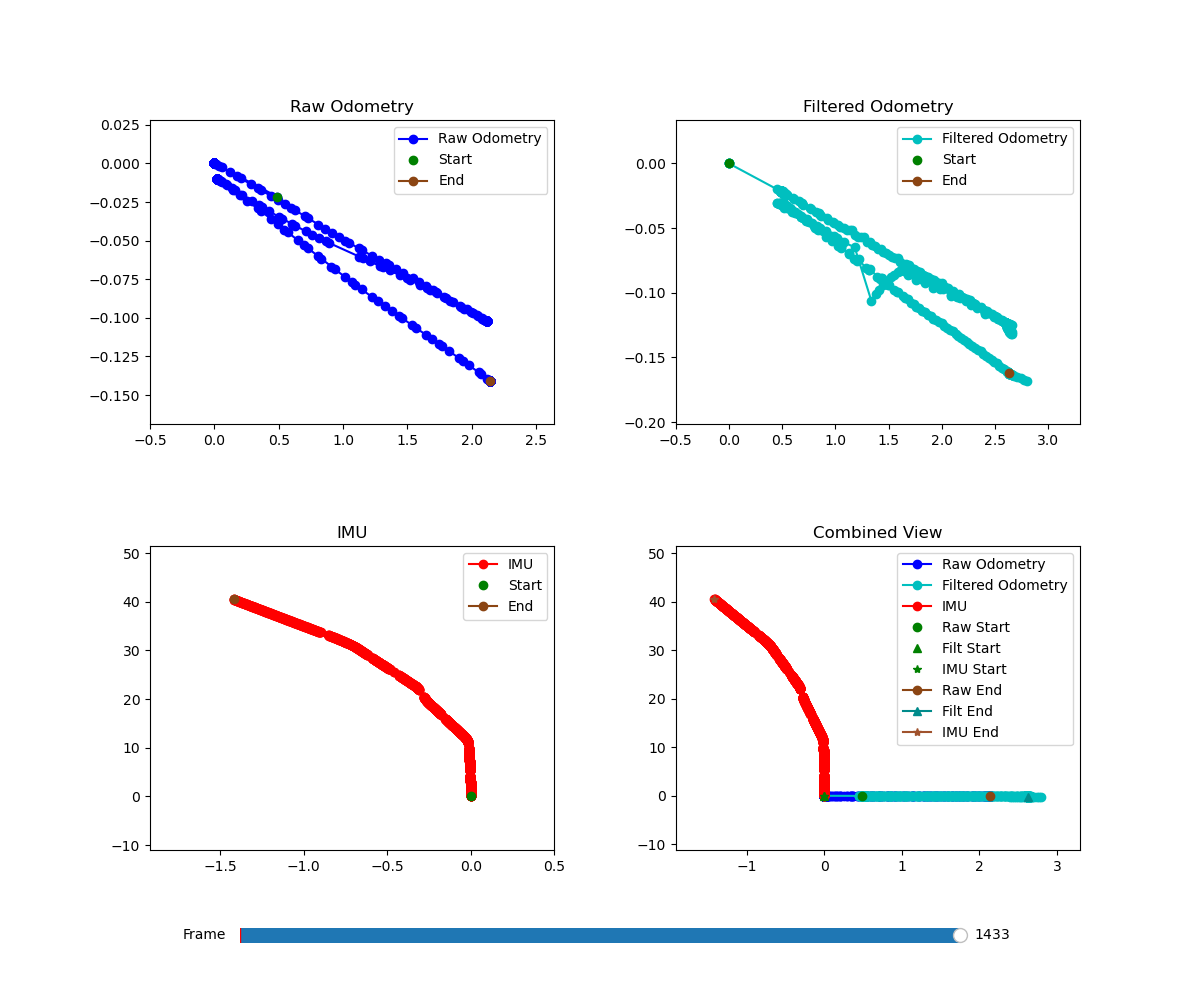 Raw Odometry
0.025
0.000
−0.025
−0.050
−0.075
−0.100
−0.125
−0.150
−0.5 0.0 0.5 1.0 1.5 2.0 2.5
Raw Odometry
Start
End
Filtered Odometry
0.00
−0.05
−0.10
−0.15
−0.20
−0.5 0.0 0.5 1.0 1.5 2.0 2.5 3.0
Filtered Odometry
Start
End
IMU
50
40
30
20
10
0
−10
−1.5 −1.0 −0.5 0.0 0.5
IMU
Start
End
Combined View
50
40
30
20
10
0
−10
−1 0 1 2 3
Raw Odometry
Filtered Odometry
IMU
Raw Start
Filt Start
IMU Start
Raw End
Filt End
IMU End
Frame 1433